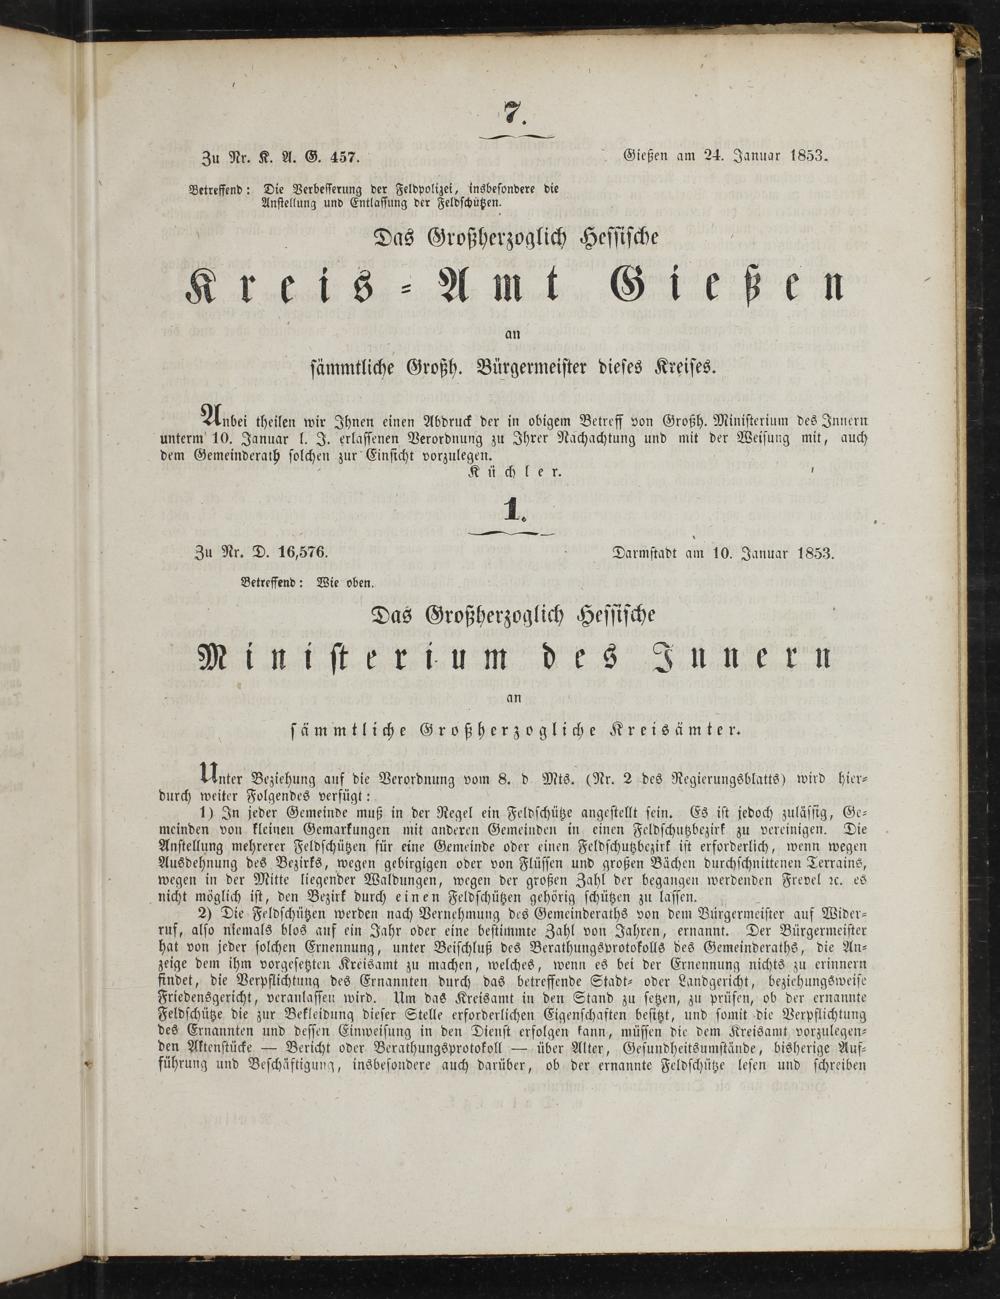 7.
Zu Nr. K. A. G. 457. Gießen am 24. Januar 1853.
Betreffend: Die Verbesserung der Feldpolizei, insbesondere die
Anstellung und Entlassung der Feldschützen.
Das Großherzoglich Hessische
Kreis-Amt Gießen
an
sämmtliche Großh. Bürgermeister dieses Kreises.
Anbei theilen wir Ihnen einen Abdruck der in obigem Betreff von Großh. Ministerium des Innern
unterm 10. Januar l. J. erlassenen Verordnung zu Ihrer Nachachtung und mit der Weisung mit, auch
dem Gemeinderath solchen zur Einsicht vorzulegen.
Küchler.
1.
Zu Nr. D. 16,576. Darmstadt am 10. Januar 1853.
Betreffend: Wie oben.
Das Großherzoglich Hessische
Ministerium des Innern
an
sämmtliche Großherzogliche Kreisämter.
Unter Beziehung auf die Verordnung vom 8. d Mts. (Nr. 2 des Regierungsblatts) wird hier-
durch weiter Folgendes verfügt:
1) In jeder Gemeinde muß in der Regel ein Feldschütze angestellt sein. Es ist jedoch zulässig, Ge-
meinden von kleinen Gemarkungen mit anderen Gemeinden in einen Feldschutzbezirk zu vereinigen. Die
Anstellung mehrerer Feldschützen für eine Gemeinde oder einen Feldschutzbezirk ist erforderlich, wenn wegen
Ausdehnung des Bezirks, wegen gebirgigen oder von Flüssen und großen Bächen durchschnittenen Terrains,
wegen in der Mitte liegender Waldungen, wegen der großen Zahl der begangen werdenden Frevel ꝛc. es
nicht möglich ist, den Bezirk durch einen Feldschützen gehörig schützen zu lassen.
2) Die Feldschützen werden nach Vernehmung des Gemeinderaths von dem Bürgermeister auf Wider-
ruf, also niemals blos auf ein Jahr oder eine bestimmte Zahl von Jahren, ernannt. Der Bürgermeister
hat von jeder solchen Ernennung, unter Beischluß des Berathungsprotokolls des Gemeinderaths, die An-
zeige dem ihm vorgesetzten Kreisamt zu machen, welches, wenn es bei der Ernennung nichts zu erinnern
findet, die Verpflichtung des Ernannten durch das betreffende Stadt- oder Landgericht, beziehungsweise
Friedensgericht, veranlassen wird. Um das Kreisamt in den Stand zu setzen, zu prüfen, ob der ernannte
Feldschütze die zur Bekleidung dieser Stelle erforderlichen Eigenschaften besitzt, und somit die Verpflichtung
des Ernannten und dessen Einweisung in den Dienst erfolgen kann, müssen die dem Kreisamt vorzulegen-
den Aktenstücke — Bericht oder Berathungsprotokoll — über Alter, Gesundheitsumstände, bisherige Auf-
führung und Beschäftigung, insbesondere auch darüber, ob der ernannte Feldschütze lesen und schreiben